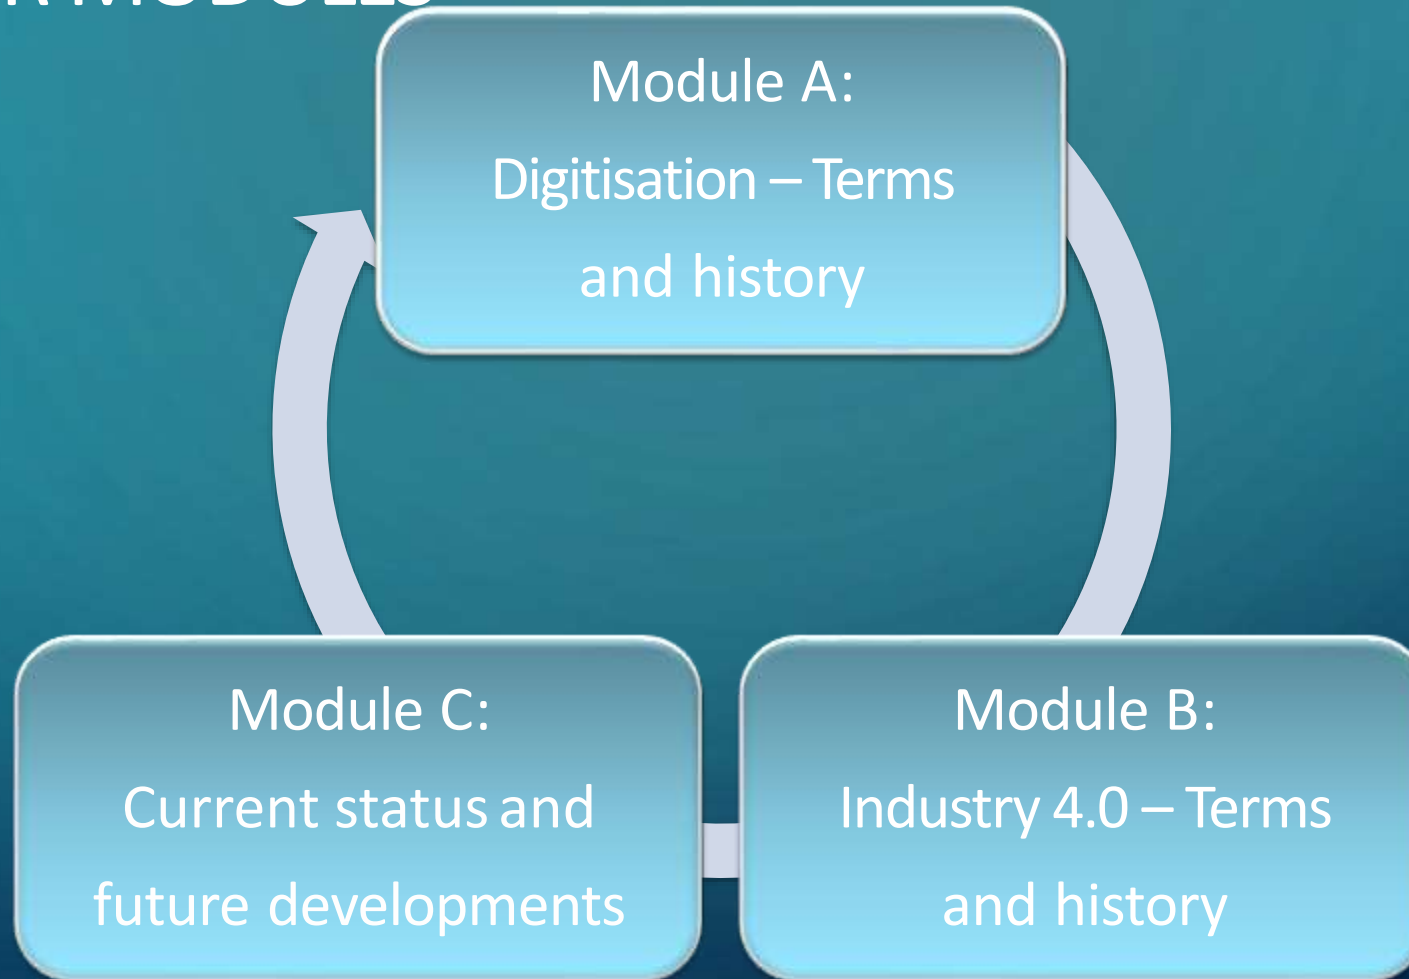 Module A:
Digitisation – Terms
and history
Module C:
Current status and
future developments
Module B:
Industry 4.0 – Terms
and history